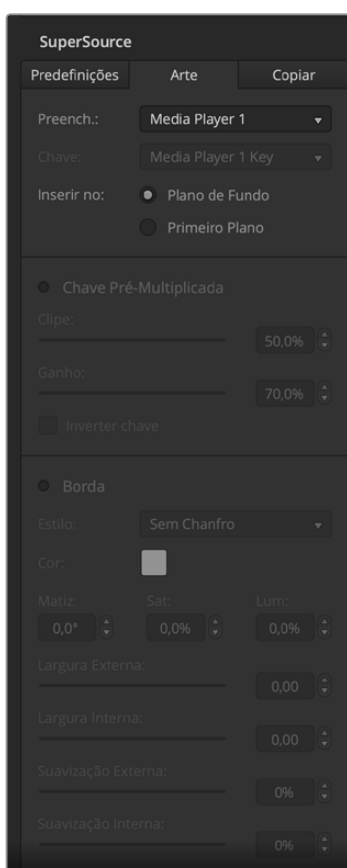 SuperSource
Predefinições Arte Copiar
Preench.: Media Player 1
Chave: Media Player 1 Key
Inserir no: Plano de Fundo
Primeiro Plano
Chave Pré-Multiplicada
Clipe:
50,0%
Ganho:
70,0%
Inverter chave
Borda
Estilo: Sem Chanfro
Cor:
Matiz: Sat: Lum:
0,0° 0,0% 0,0%
Largura Externa:
0,00
Largura Interna:
0,00
Suavização Externa:
0%
Suavização Interna:
0%